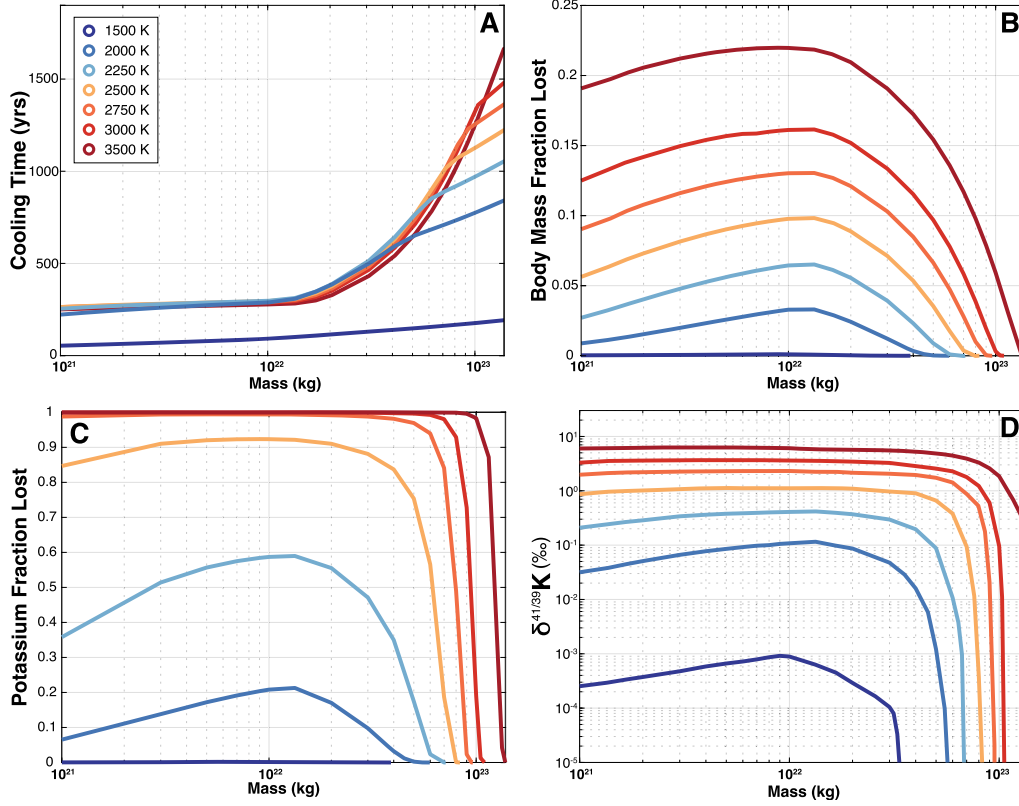 A
1500 K
2000 K
2250 K
2500 K
2750 K
3000 K
3500 K
Cooling Time (yrs)
1500
1000
500
0
10²¹
10²²
10²³
Mass (kg)
B
Body Mass Fraction Lost
0.25
0.2
0.15
0.1
0.05
0
10²¹
10²²
10²³
Mass (kg)
C
Potassium Fraction Lost
1
0.9
0.8
0.7
0.6
0.5
0.4
0.3
0.2
0.1
0
10²¹
10²²
10²³
Mass (kg)
D
δ⁴¹/³⁹K (‰)
10¹
10⁰
10⁻¹
10⁻²
10⁻³
10⁻⁴
10⁻⁵
10²¹
10²²
10²³
Mass (kg)